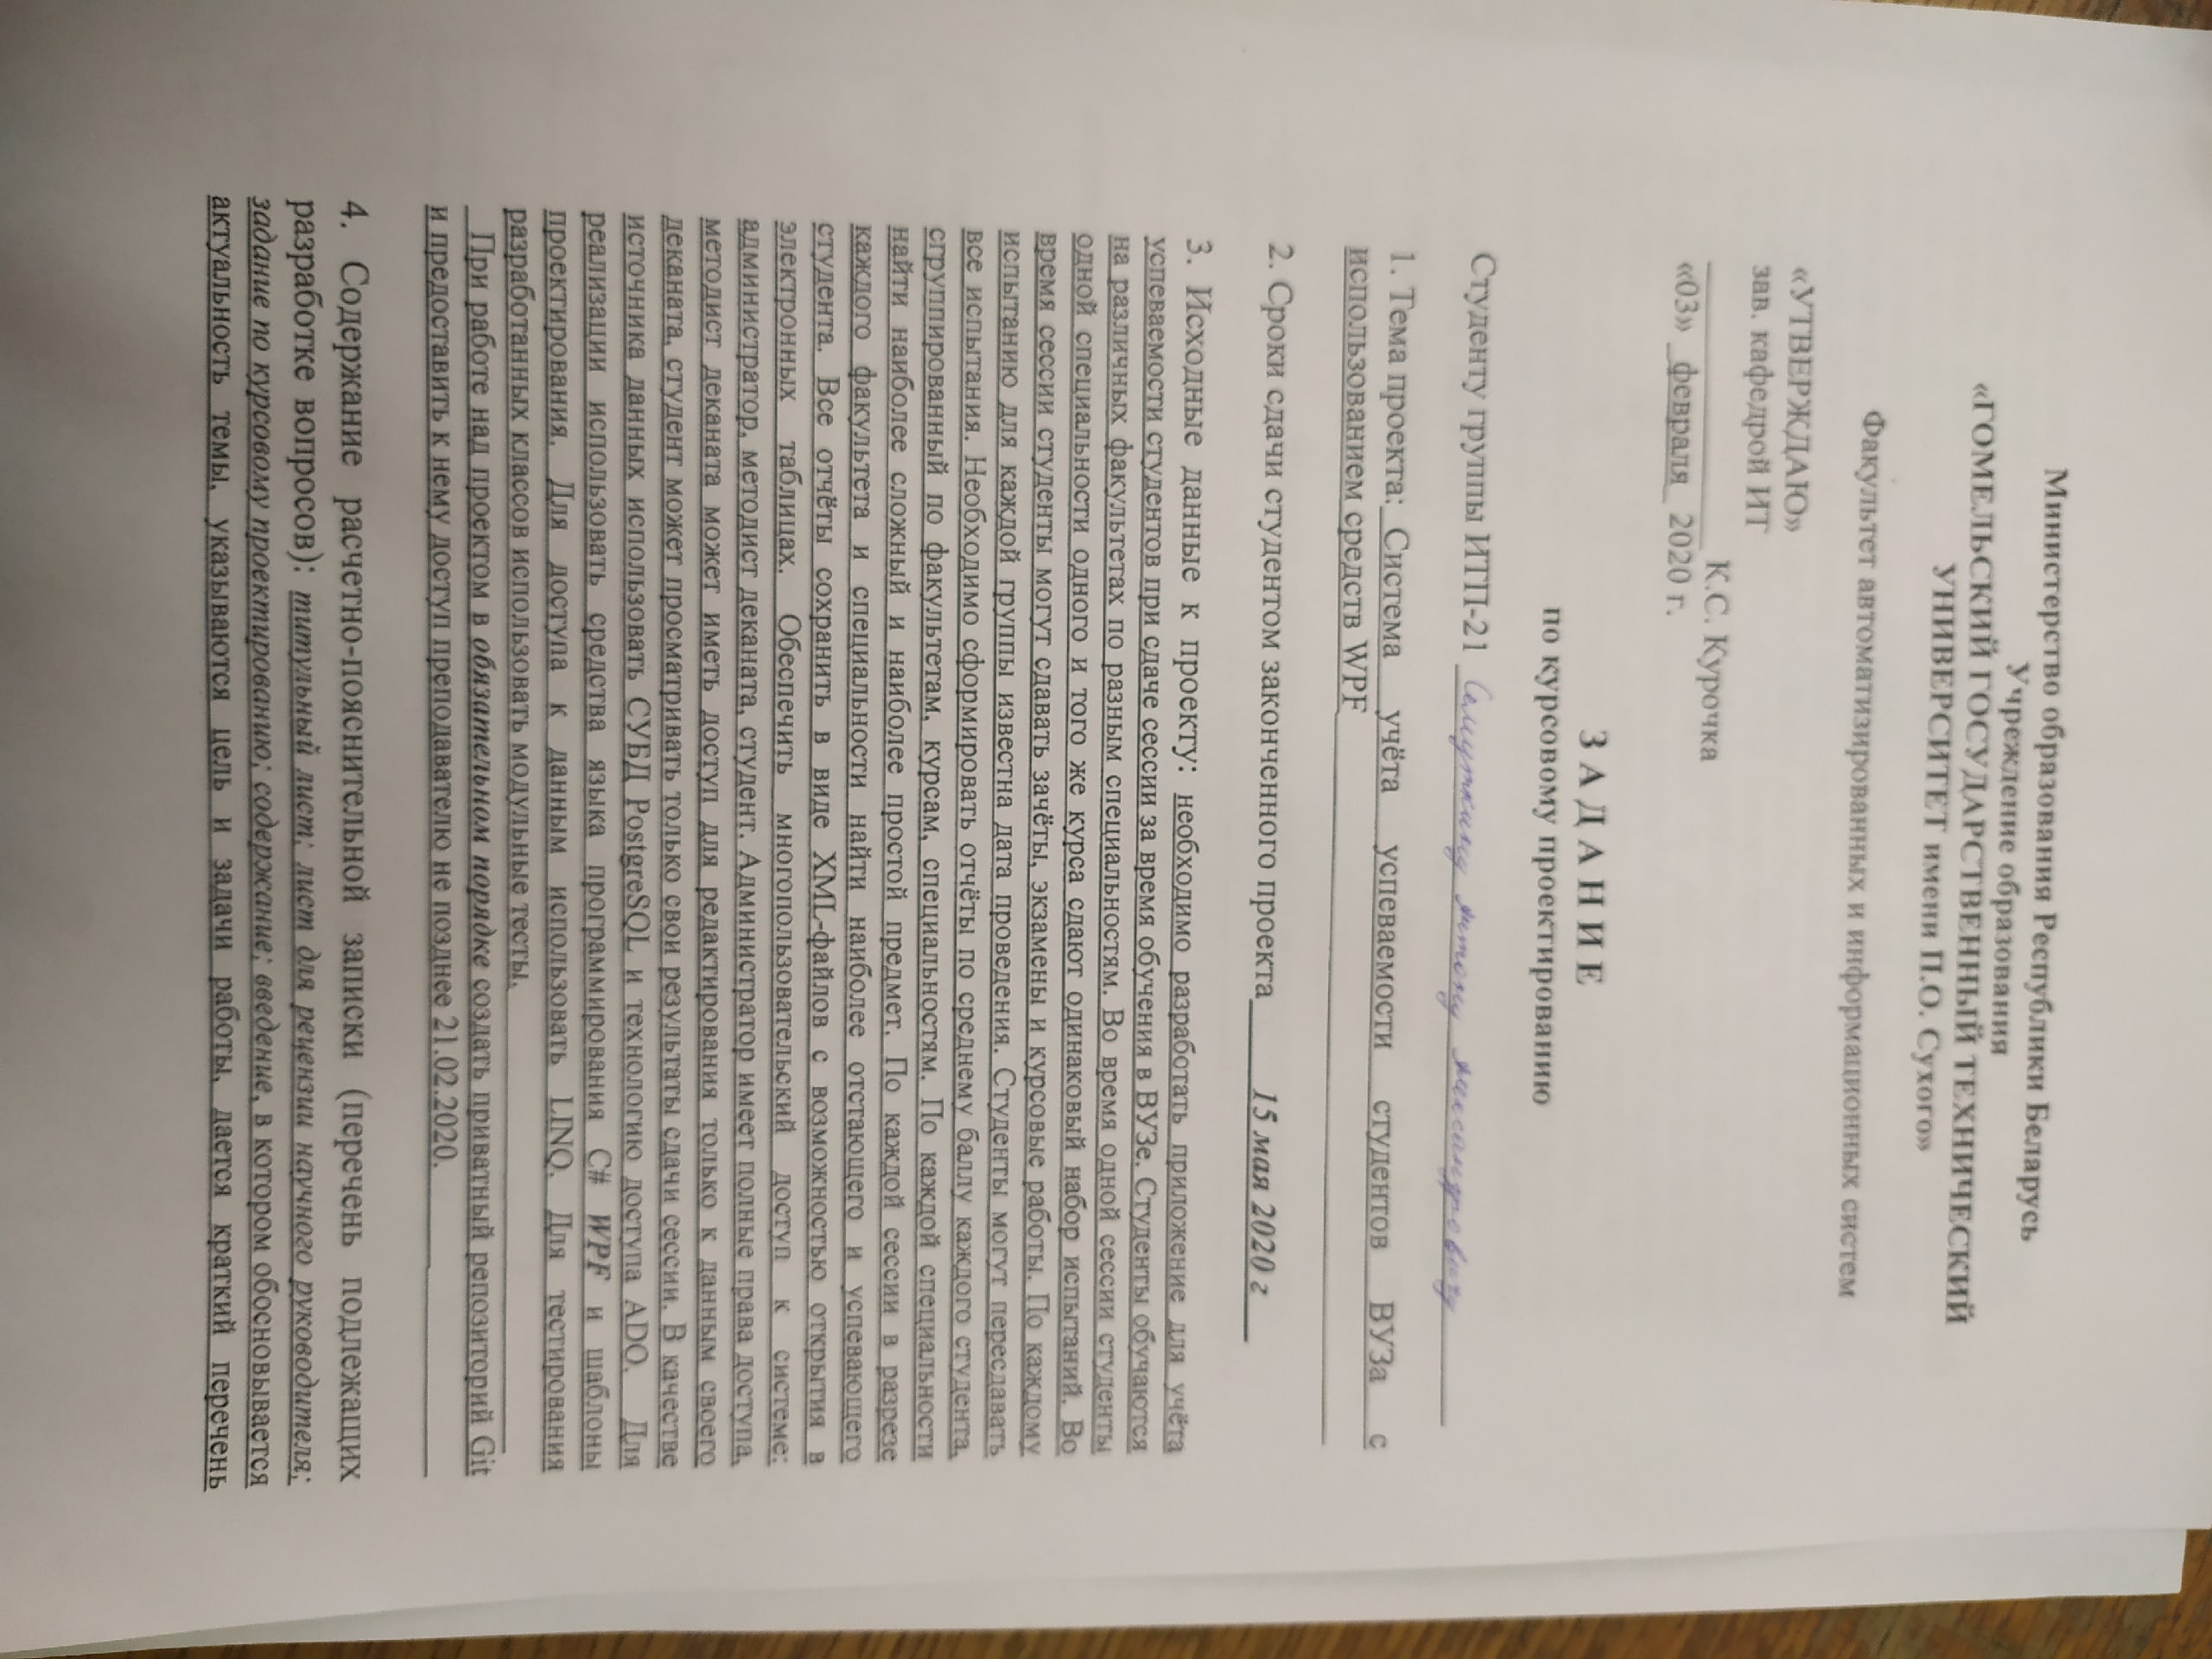 Министерство образования Республики Беларусь
Учреждение образования
«ГОМЕЛЬСКИЙ ГОСУДАРСТВЕННЫЙ ТЕХНИЧЕСКИЙ
УНИВЕРСИТЕТ имени П.О. Сухого»
Факультет автоматизированных и информационных систем
«УТВЕРЖДАЮ»
зав. кафедрой ИТ
К.С. Курочка
«03» февраля 2020 г.
ЗАДАНИЕ
по курсовому проектированию
Студенту группы ИТП-21 Семуткину Антону Александровичу
1. Тема проекта: Система учёта успеваемости студентов ВУЗа с
использованием средств WPF
2. Сроки сдачи студентом законченного проекта 15 мая 2020 г
3. Исходные данные к проекту: необходимо разработать приложение для учёта
успеваемости студентов при сдаче сессии за время обучения в ВУЗе. Студенты обучаются
на различных факультетах по разным специальностям. Во время одной сессии студенты
одной специальности одного и того же курса сдают одинаковый набор испытаний. Во
время сессии студенты могут сдавать зачёты, экзамены и курсовые работы. По каждому
испытанию для каждой группы известна дата проведения. Студенты могут пересдавать
все испытания. Необходимо сформировать отчёты по среднему баллу каждого студента,
сгруппированный по факультетам, курсам, специальностям. По каждой специальности
найти наиболее сложный и наиболее простой предмет. По каждой сессии в разрезе
каждого факультета и специальности найти наиболее отстающего и успевающего
студента. Все отчёты сохранить в виде XML-файлов с возможностью открытия в
электронных таблицах. Обеспечить многопользовательский доступ к системе:
администратор, методист деканата, студент. Администратор имеет полные права доступа,
методист деканата может иметь доступ для редактирования только к данным своего
деканата, студент может просматривать только свои результаты сдачи сессии. В качестве
источника данных использовать СУБД PostgreSQL и технологию доступа ADO. Для
реализации использовать средства языка программирования C# WPF и шаблоны
проектирования. Для доступа к данным использовать LINQ. Для тестирования
разработанных классов использовать модульные тесты.
При работе над проектом в обязательном порядке создать приватный репозиторий Git
и предоставить к нему доступ преподавателю не позднее 21.02.2020.
4. Содержание расчетно-пояснительной записки (перечень подлежащих
разработке вопросов): титульный лист; лист для рецензии научного руководителя;
задание по курсовому проектированию; содержание; введение, в котором обосновывается
актуальность темы, указываются цель и задачи работы, дается краткий перечень